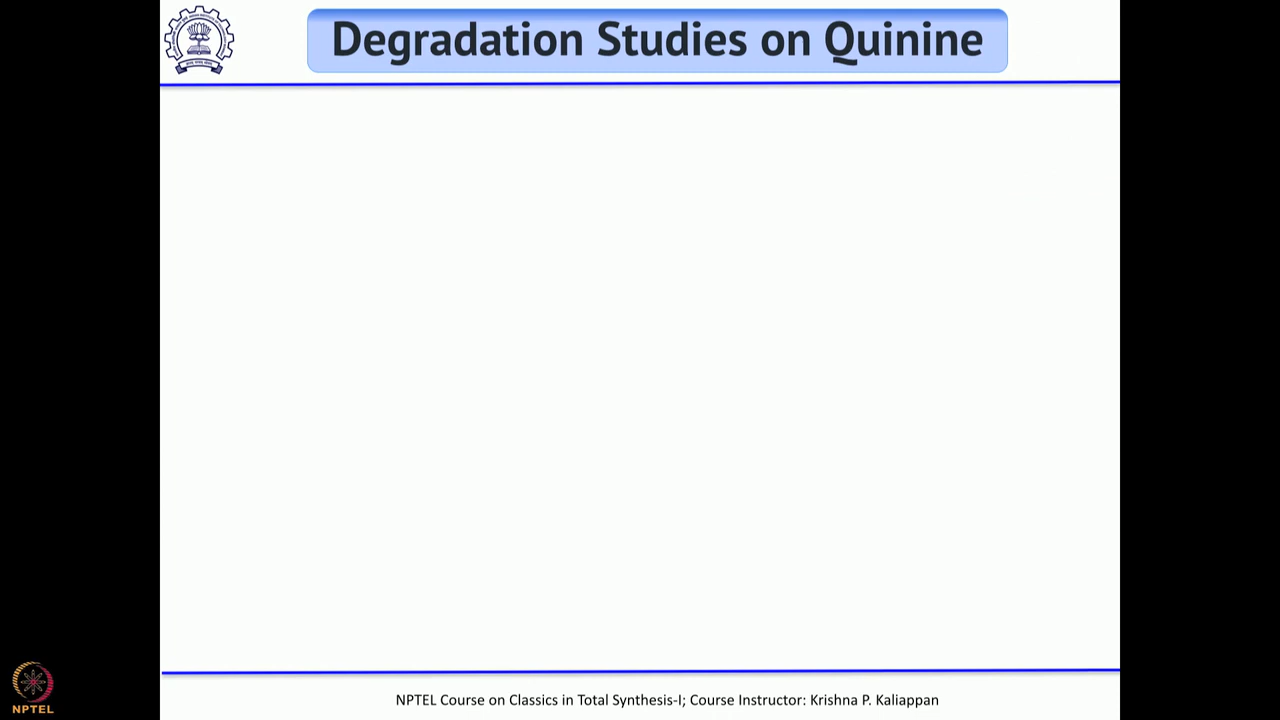 Degradation Studies on Quinine
NPTEL Course on Classics in Total Synthesis-I; Course Instructor: Krishna P. Kaliappan
NPTEL